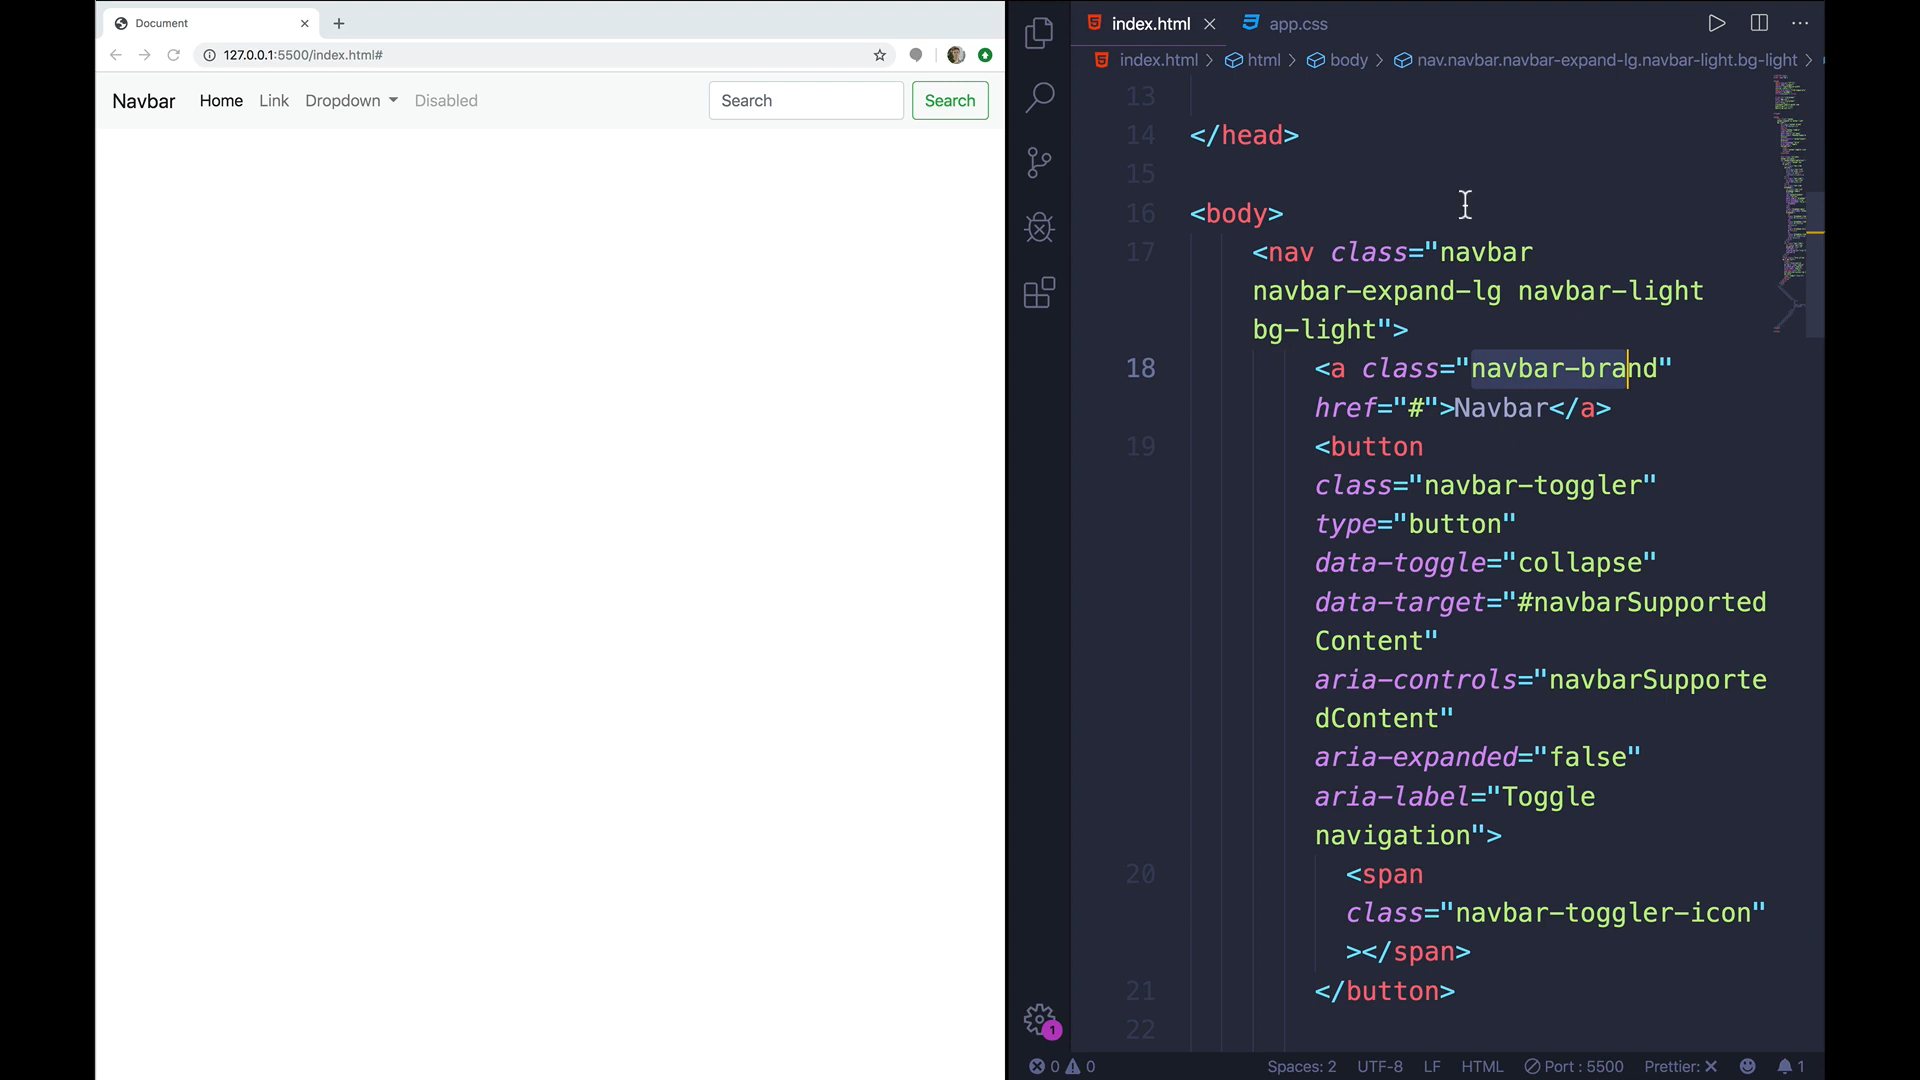 Document
127.0.0.1:5500/index.html#
Navbar Home Link Dropdown Disabled Search Search
index.html app.css
index.html > html > body > nav.navbar.navbar-expand-lg.navbar-light.bg-light >
13
14 </head>
15
16 <body>
17 <nav class="navbar
navbar-expand-lg navbar-light
bg-light">
18 <a class="navbar-brand"
href="#">Navbar</a>
19 <button
class="navbar-toggler"
type="button"
data-toggle="collapse"
data-target="#navbarSupported
Content"
aria-controls="navbarSupporte
dContent"
aria-expanded="false"
aria-label="Toggle
navigation">
20 <span
class="navbar-toggler-icon"
></span>
21 </button>
22
1
0 0 Spaces: 2 UTF-8 LF HTML Port : 5500 Prettier: 1